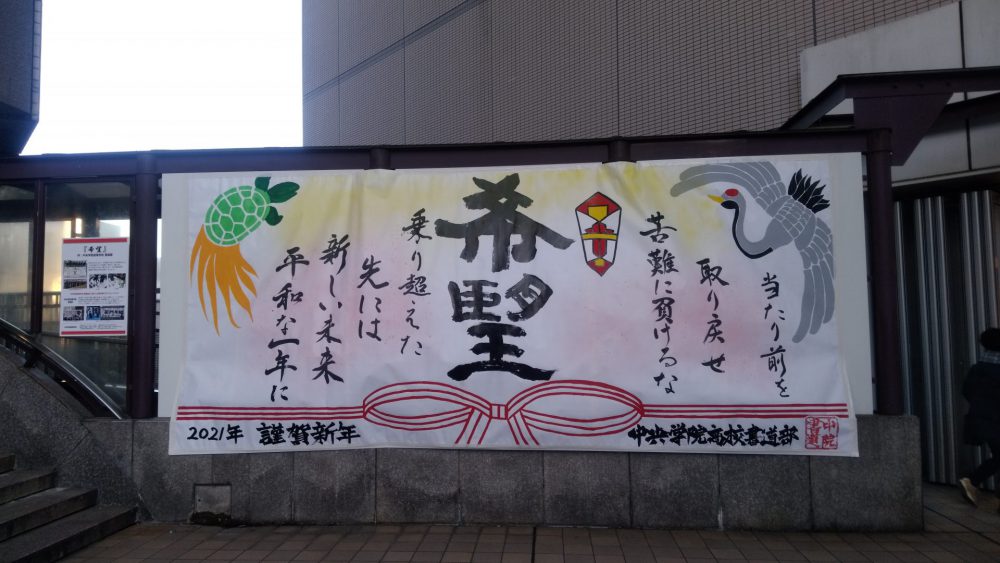 当たり前を
取り戻せ
苦難に負けるな
希望
乗り超えた
先には
新しい未来
平和な一年に
2021年 謹賀新年
中央学院高校書道部
『希望』